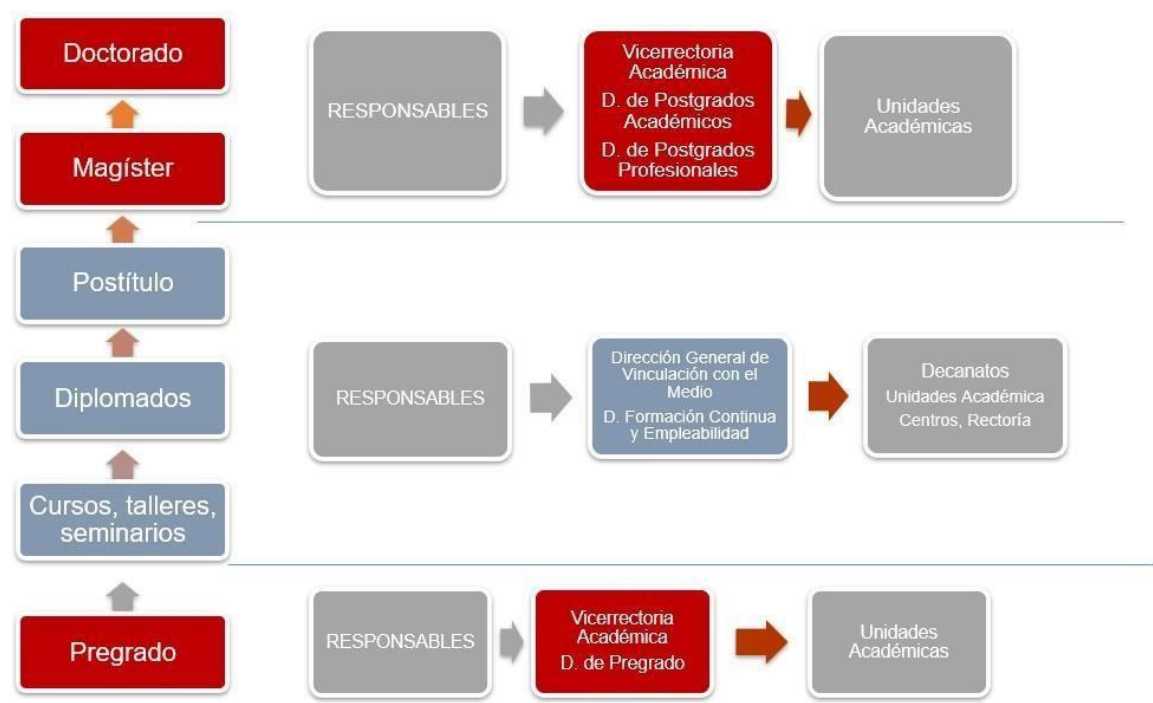 Doctorado
RESPONSABLES
Vicerrectoria
Académica
D. de Postgrados
Académicos
D. de Postgrados
Profesionales
Unidades
Académicas
Magíster
Postítulo
Diplomados
RESPONSABLES
Dirección General de
Vinculación con el
Medio
D. Formación Continua
y Empleabilidad
Decanatos
Unidades Académica
Centros, Rectoría
Cursos, talleres,
seminarios
Pregrado
RESPONSABLES
Vicerrectoria
Académica
D. de Pregrado
Unidades
Académicas